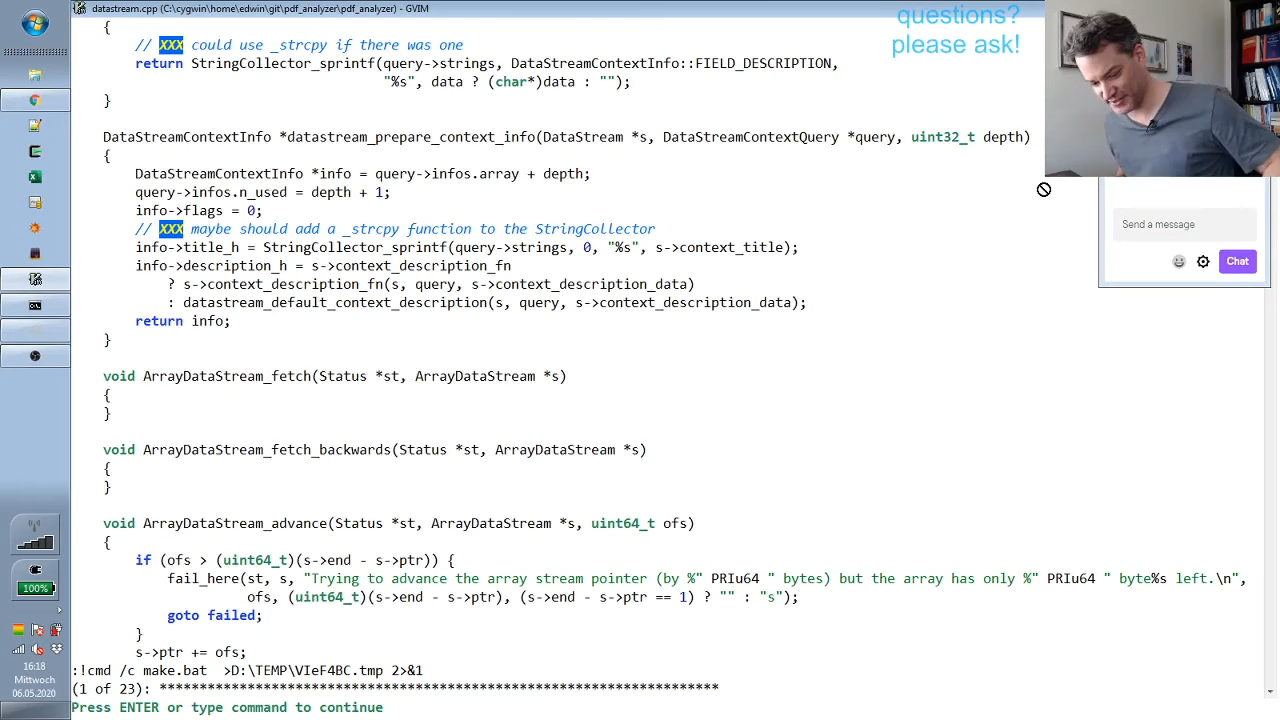 datastream.cpp (C:\cygwin\home\edwin\git\pdf_analyzer\pdf_analyzer) - GVIM
questions?
please ask!
{
// XXX could use _strcpy if there was one
return StringCollector_sprintf(query->strings, DataStreamContextInfo::FIELD_DESCRIPTION,
"%s", data ? (char*)data : "");
}
DataStreamContextInfo *datastream_prepare_context_info(DataStream *s, DataStreamContextQuery *query, uint32_t depth)
{
DataStreamContextInfo *info = query->infos.array + depth;
query->infos.n_used = depth + 1;
info->flags = 0;
// XXX maybe should add a _strcpy function to the StringCollector
info->title_h = StringCollector_sprintf(query->strings, 0, "%s", s->context_title);
info->description_h = s->context_description_fn
? s->context_description_fn(s, query, s->context_description_data)
: datastream_default_context_description(s, query, s->context_description_data);
return info;
}
void ArrayDataStream_fetch(Status *st, ArrayDataStream *s)
{
}
void ArrayDataStream_fetch_backwards(Status *st, ArrayDataStream *s)
{
}
void ArrayDataStream_advance(Status *st, ArrayDataStream *s, uint64_t ofs)
{
if (ofs > (uint64_t)(s->end - s->ptr)) {
fail_here(st, s, "Trying to advance the array stream pointer (by %" PRIu64 " bytes) but the array has only %" PRIu64 " byte%s left.\n",
ofs, (uint64_t)(s->end - s->ptr), (s->end - s->ptr == 1) ? "" : "s");
goto failed;
}
s->ptr += ofs;
:!cmd /c make.bat  >D:\TEMP\VIeF4BC.tmp 2>&1
(1 of 23): **********************************************************************
Press ENTER or type command to continue
Send a message
Chat
100%
16:18
Mittwoch
06.05.2020